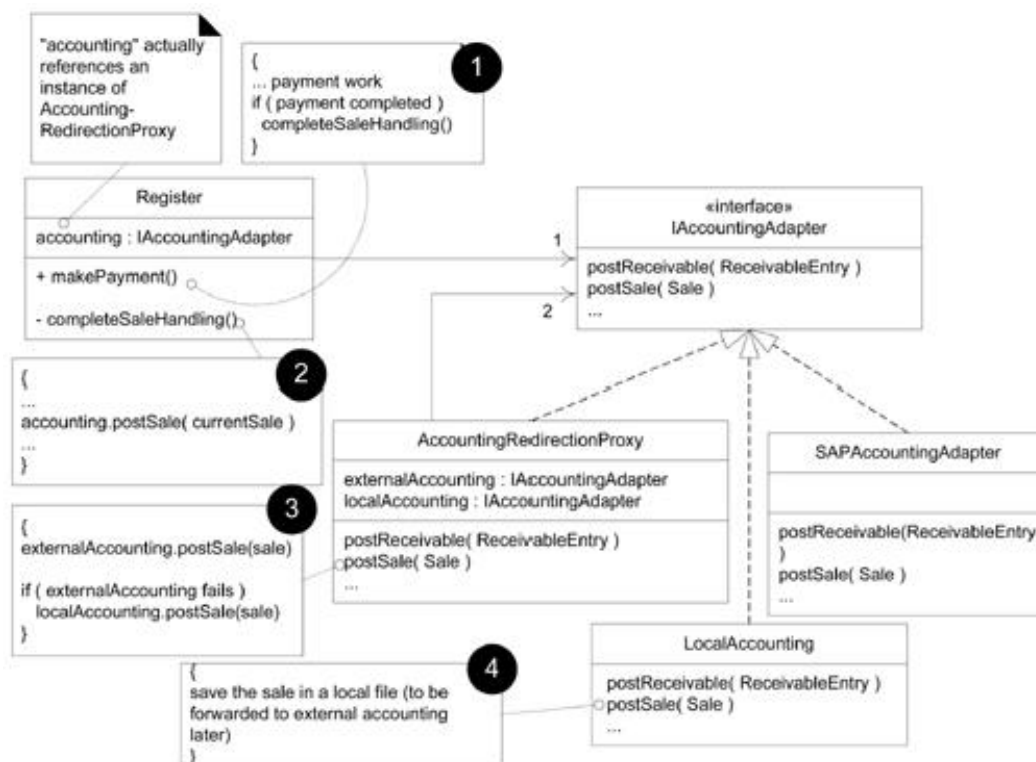 "accounting" actually
references an
instance of
Accounting-
RedirectionProxy
{
... payment work
if ( payment completed )
completeSaleHandling()
}
1
Register
accounting : IAccountingAdapter
+ makePayment()
- completeSaleHandling()
1
2
«interface»
IAccountingAdapter
postReceivable( ReceivableEntry )
postSale( Sale )
...
{
...
accounting.postSale( currentSale )
...
}
2
AccountingRedirectionProxy
externalAccounting : IAccountingAdapter
localAccounting : IAccountingAdapter
postReceivable( ReceivableEntry )
postSale( Sale )
...
SAPAccountingAdapter
postReceivable(ReceivableEntry
)
postSale( Sale )
...
{
externalAccounting.postSale(sale)
if ( externalAccounting fails )
localAccounting.postSale(sale)
}
3
LocalAccounting
postReceivable( ReceivableEntry )
postSale( Sale )
...
{
save the sale in a local file (to be
forwarded to external accounting
later)
}
4